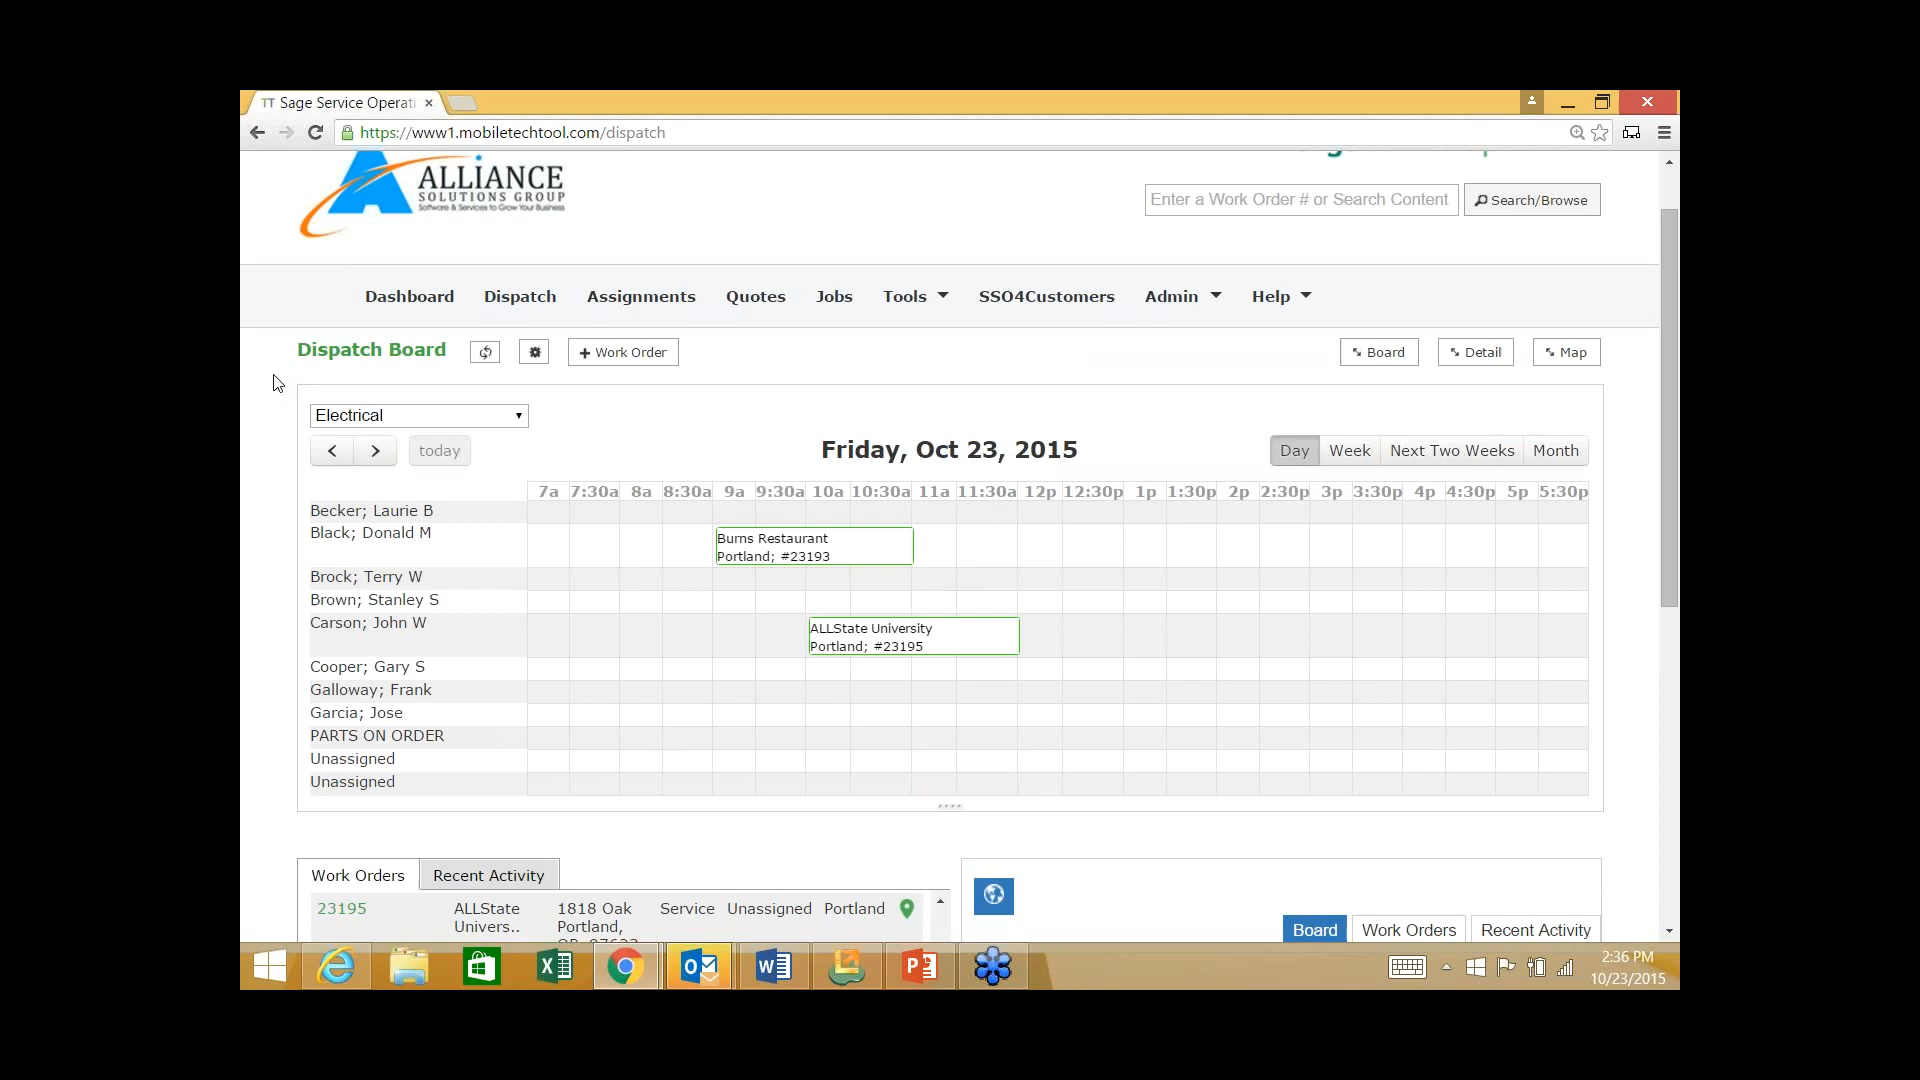 TT Sage Service Operati
https://www1.mobiletechtool.com/dispatch
ALLIANCE
SOLUTIONS GROUP
Software & Services to Grow Your Business
Enter a Work Order # or Search Content
Search/Browse
Dashboard Dispatch Assignments Quotes Jobs Tools SSO4Customers Admin Help
Dispatch Board
+ Work Order
Board Detail Map
Electrical
today
Friday, Oct 23, 2015
Day Week Next Two Weeks Month
7a 7:30a 8a 8:30a 9a 9:30a 10a 10:30a 11a 11:30a 12p 12:30p 1p 1:30p 2p 2:30p 3p 3:30p 4p 4:30p 5p 5:30p
Becker; Laurie B
Black; Donald M
Burns Restaurant
Portland; #23193
Brock; Terry W
Brown; Stanley S
Carson; John W
ALLState University
Portland; #23195
Cooper; Gary S
Galloway; Frank
Garcia; Jose
PARTS ON ORDER
Unassigned
Unassigned
Work Orders Recent Activity
23195 ALLState 1818 Oak Service Unassigned Portland
Univers.. Portland,
Board Work Orders Recent Activity
2:36 PM
10/23/2015